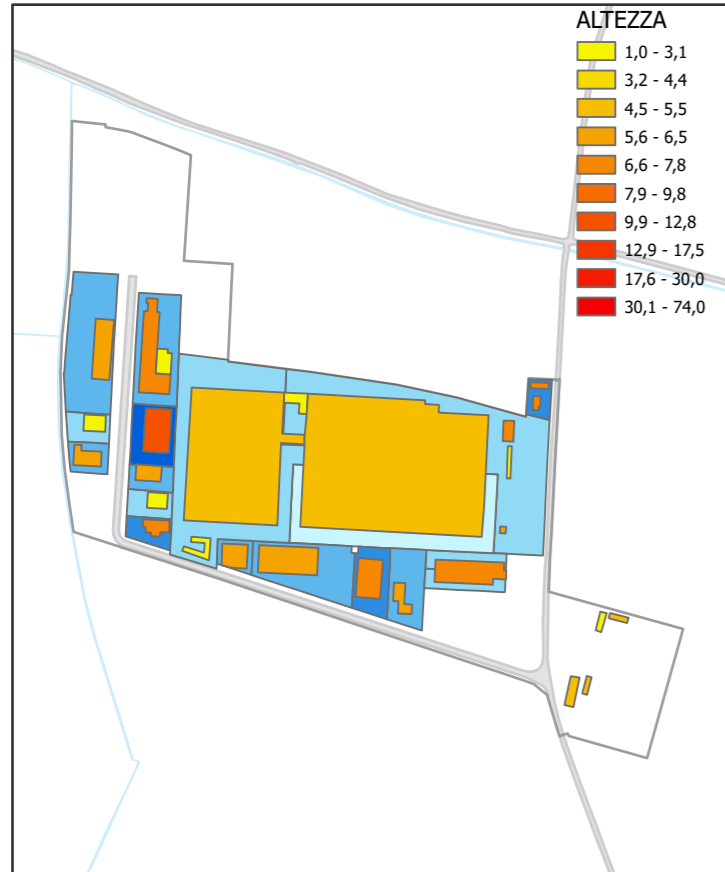 ALTEZZA
1,0 - 3,1
3,2 - 4,4
4,5 - 5,5
5,6 - 6,5
6,6 - 7,8
7,9 - 9,8
9,9 - 12,8
12,9 - 17,5
17,6 - 30,0
30,1 - 74,0